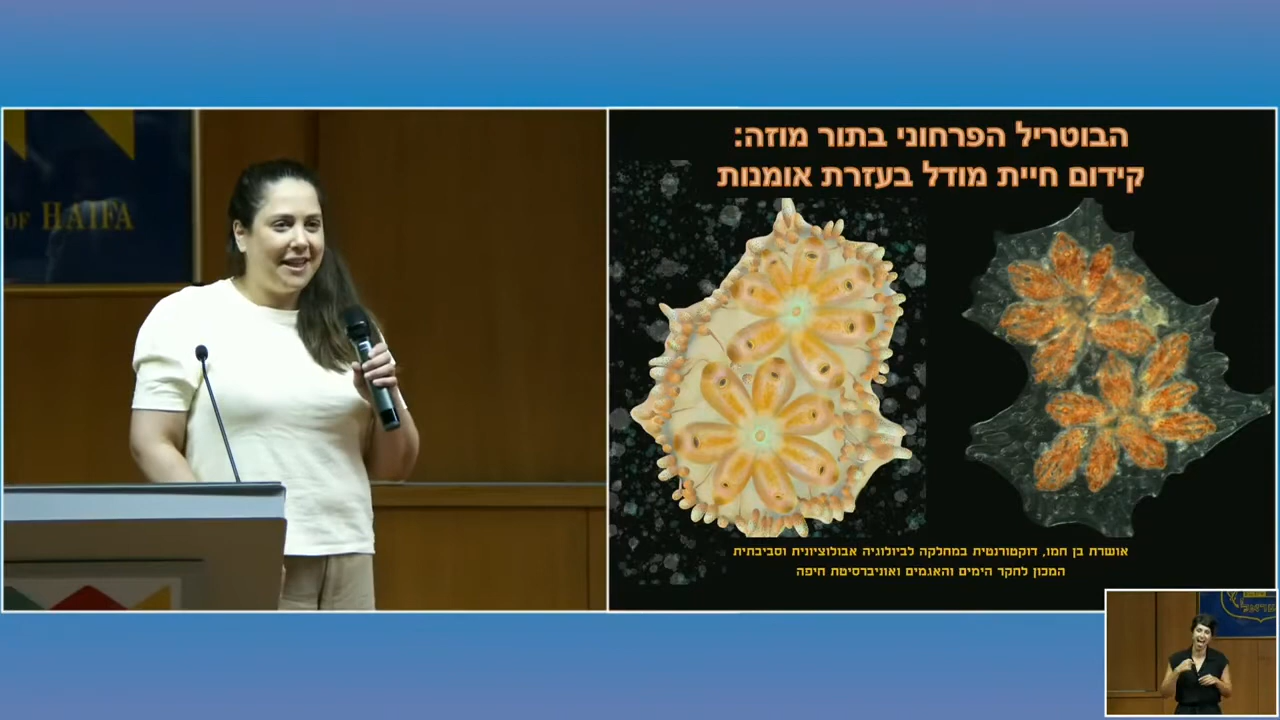 OF HAIFA
הבוטריל הפרחוני בתור מוזה:
קידום חיית מודל בעזרת אומנות
אושרת בן חמו, דוקטורנטית במחלקה לביולוגיה אבולוציונית וסביבתית
המכון לחקר הימים והאגמים ואוניברסיטת חיפה